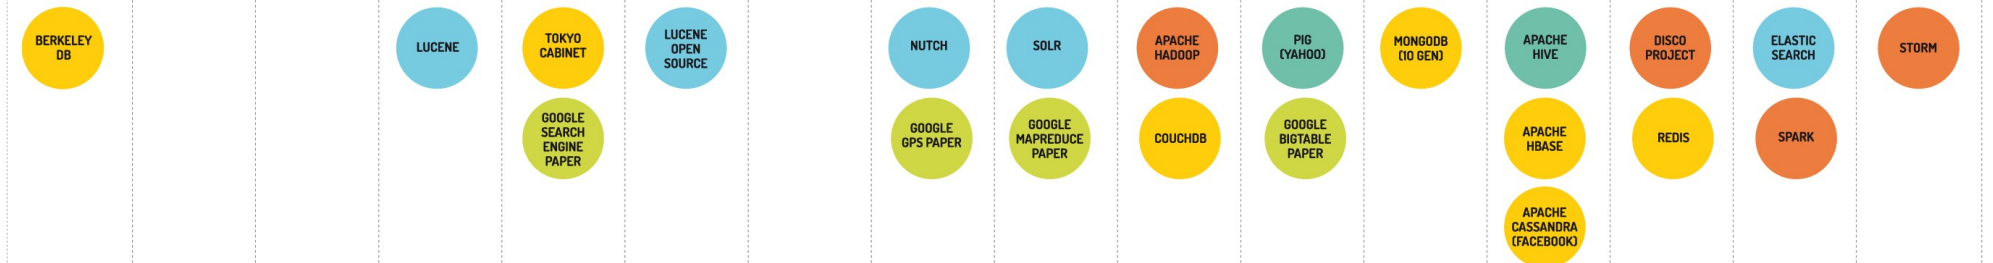 BERKELEY
DB
LUCENE
TOKYO
CABINET
GOOGLE
SEARCH
ENGINE
PAPER
LUCENE
OPEN
SOURCE
NUTCH
GOOGLE
GPS PAPER
SOLR
GOOGLE
MAPREDUCE
PAPER
APACHE
HADOOP
COUCHDB
PIG
(YAHOO)
GOOGLE
BIGTABLE
PAPER
MONGODB
(10 GEN)
APACHE
HIVE
APACHE
HBASE
APACHE
CASSANDRA
(FACEBOOK)
DISCO
PROJECT
REDIS
ELASTIC
SEARCH
SPARK
STORM